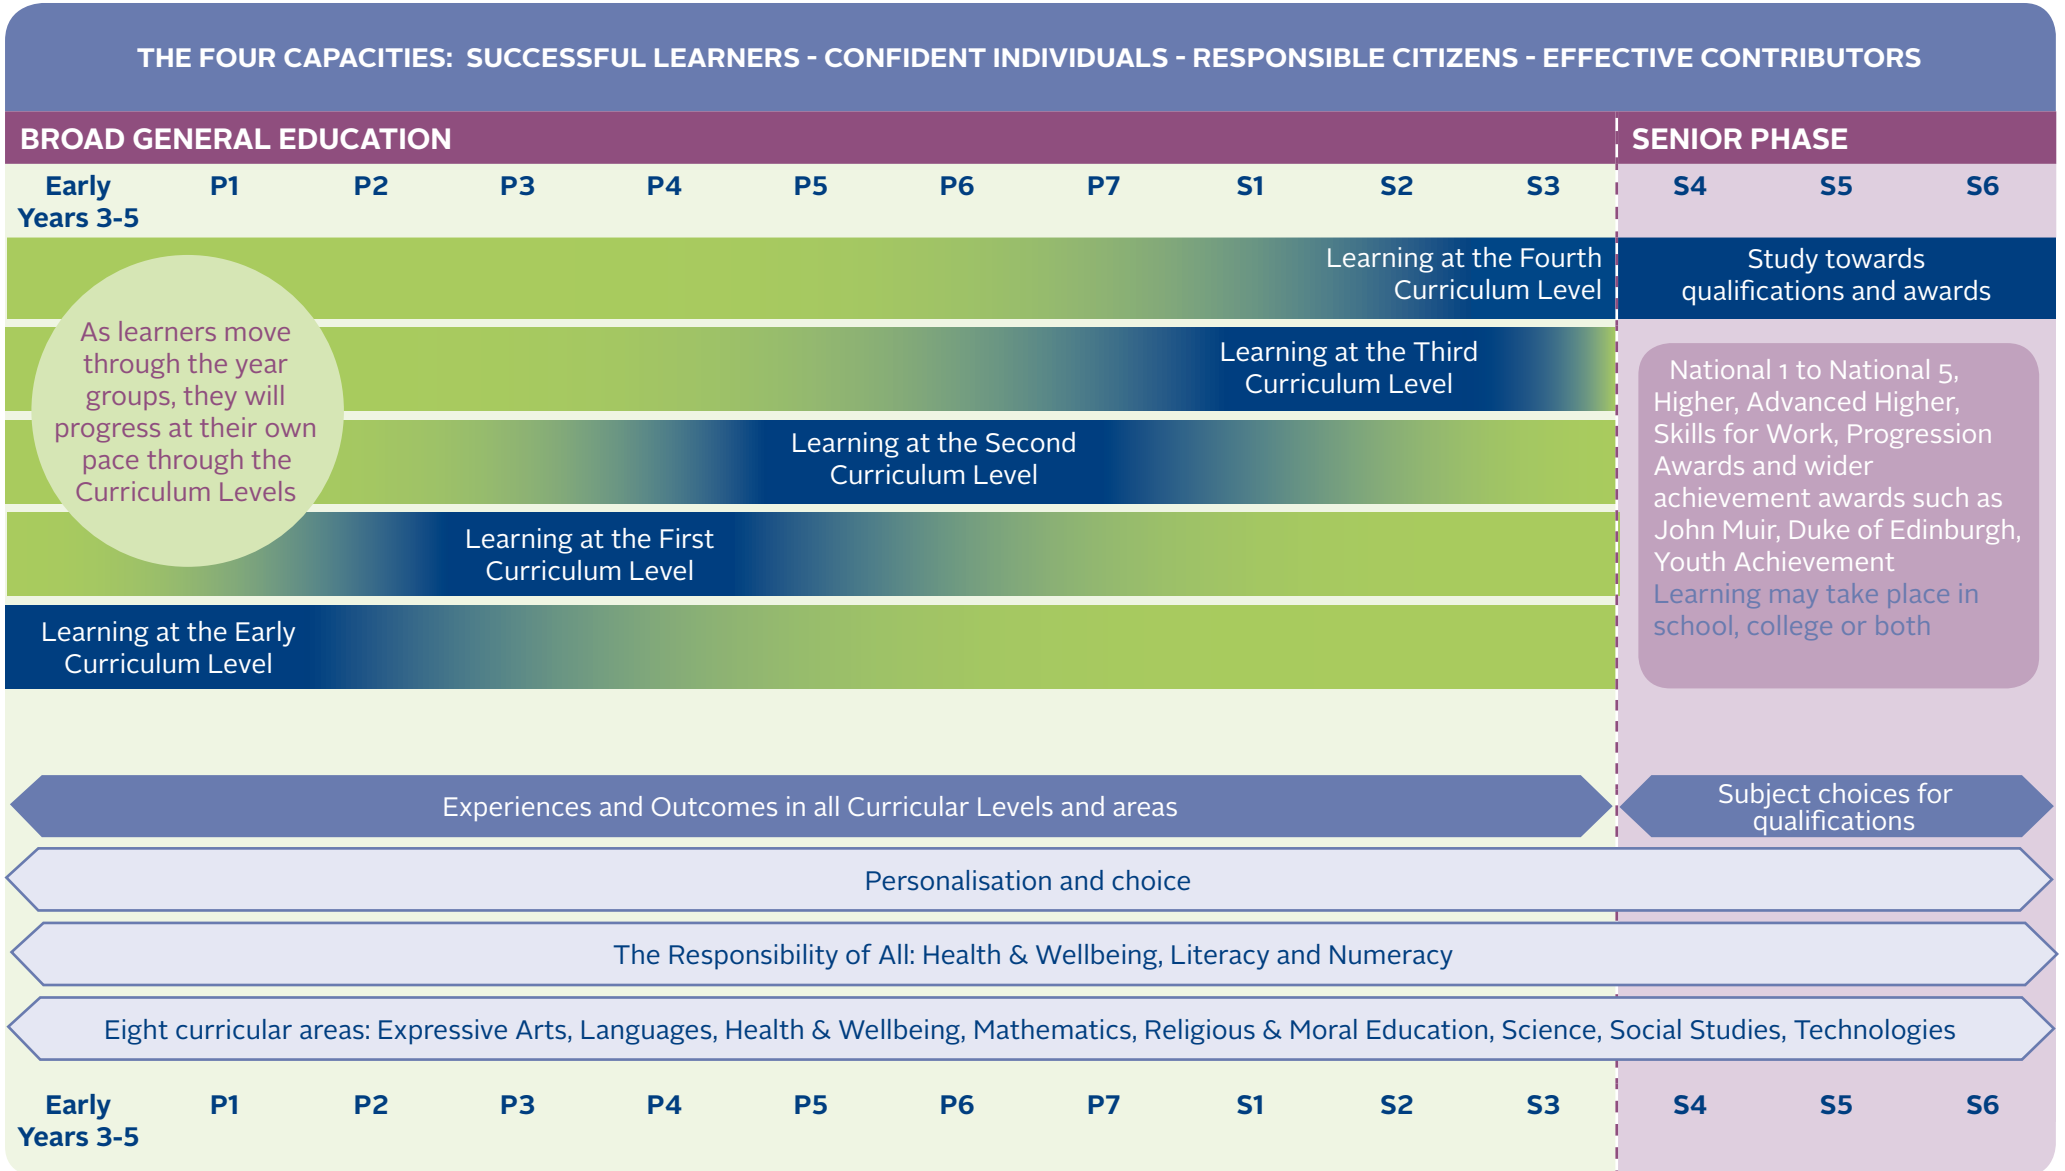 THE FOUR CAPACITIES: SUCCESSFUL LEARNERS - CONFIDENT INDIVIDUALS - RESPONSIBLE CITIZENS - EFFECTIVE CONTRIBUTORS
BROAD GENERAL EDUCATION
SENIOR PHASE
Early Years 3-5 P1 P2 P3 P4 P5 P6 P7 S1 S2 S3 S4 S5 S6
Learning at the Fourth
Curriculum Level
Study towards
qualifications and awards
As learners move
through the year
groups, they will
progress at their own
pace through the
Curriculum Levels
Learning at the Third
Curriculum Level
Learning at the Second
Curriculum Level
Learning at the First
Curriculum Level
Learning at the Early
Curriculum Level
National 1 to National 5,
Higher, Advanced Higher,
Skills for Work, Progression
Awards and wider
achievement awards such as
John Muir, Duke of Edinburgh,
Youth Achievement
Learning may take place in
school, college or both
Experiences and Outcomes in all Curricular Levels and areas
Subject choices for
qualifications
Personalisation and choice
The Responsibility of All: Health & Wellbeing, Literacy and Numeracy
Eight curricular areas: Expressive Arts, Languages, Health & Wellbeing, Mathematics, Religious & Moral Education, Science, Social Studies, Technologies
Early Years 3-5 P1 P2 P3 P4 P5 P6 P7 S1 S2 S3 S4 S5 S6